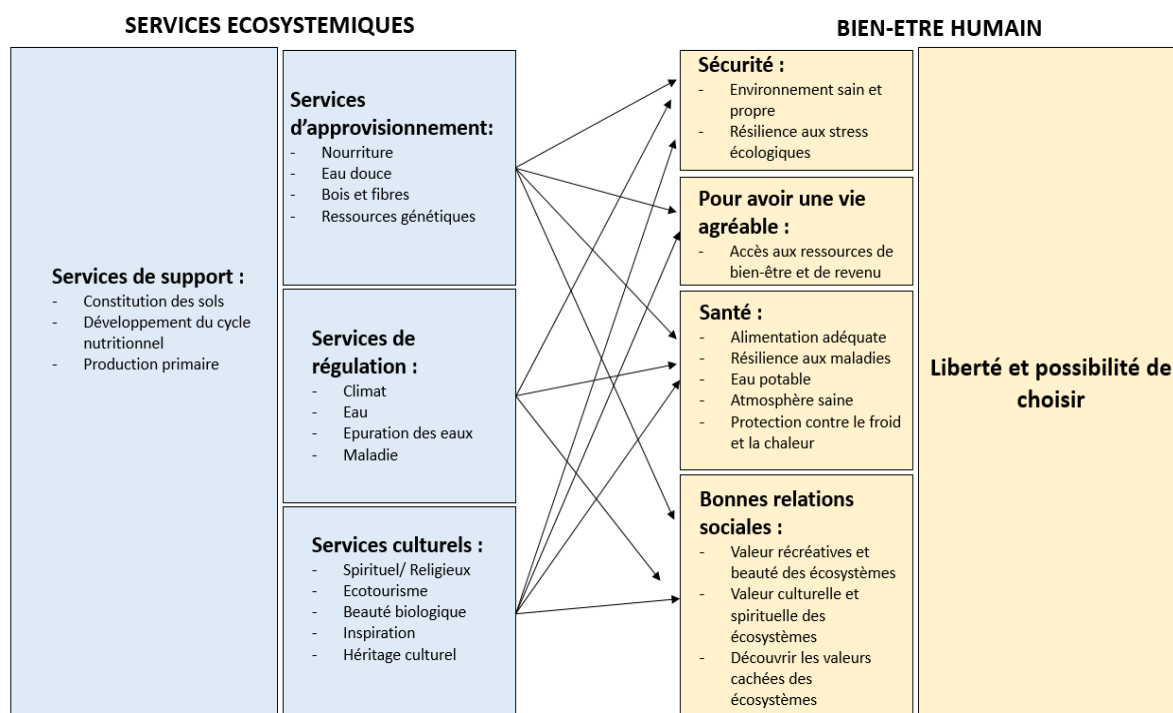 SERVICES ECOSYSTEMIQUES
BIEN-ETRE HUMAIN
Services de support :
- Constitution des sols
- Développement du cycle
nutritionnel
- Production primaire
Services
d'approvisionnement:
- Nourriture
- Eau douce
- Bois et fibres
- Ressources génétiques
Services de
régulation :
- Climat
- Eau
- Epuration des eaux
- Maladie
Services culturels :
- Spirituel/ Religieux
- Ecotourisme
- Beauté biologique
- Inspiration
- Héritage culturel
Sécurité :
- Environnement sain et
propre
- Résilience aux stress
écologiques
Pour avoir une vie
agréable :
- Accès aux ressources de
bien-être et de revenu
Santé :
- Alimentation adéquate
- Résilience aux maladies
- Eau potable
- Atmosphère saine
- Protection contre le froid
et la chaleur
Bonnes relations
sociales :
- Valeur récréatives et
beauté des écosystèmes
- Valeur culturelle et
spirituelle des
écosystèmes
- Découvrir les valeurs
cachées des
écosystèmes
Liberté et possibilité de
choisir